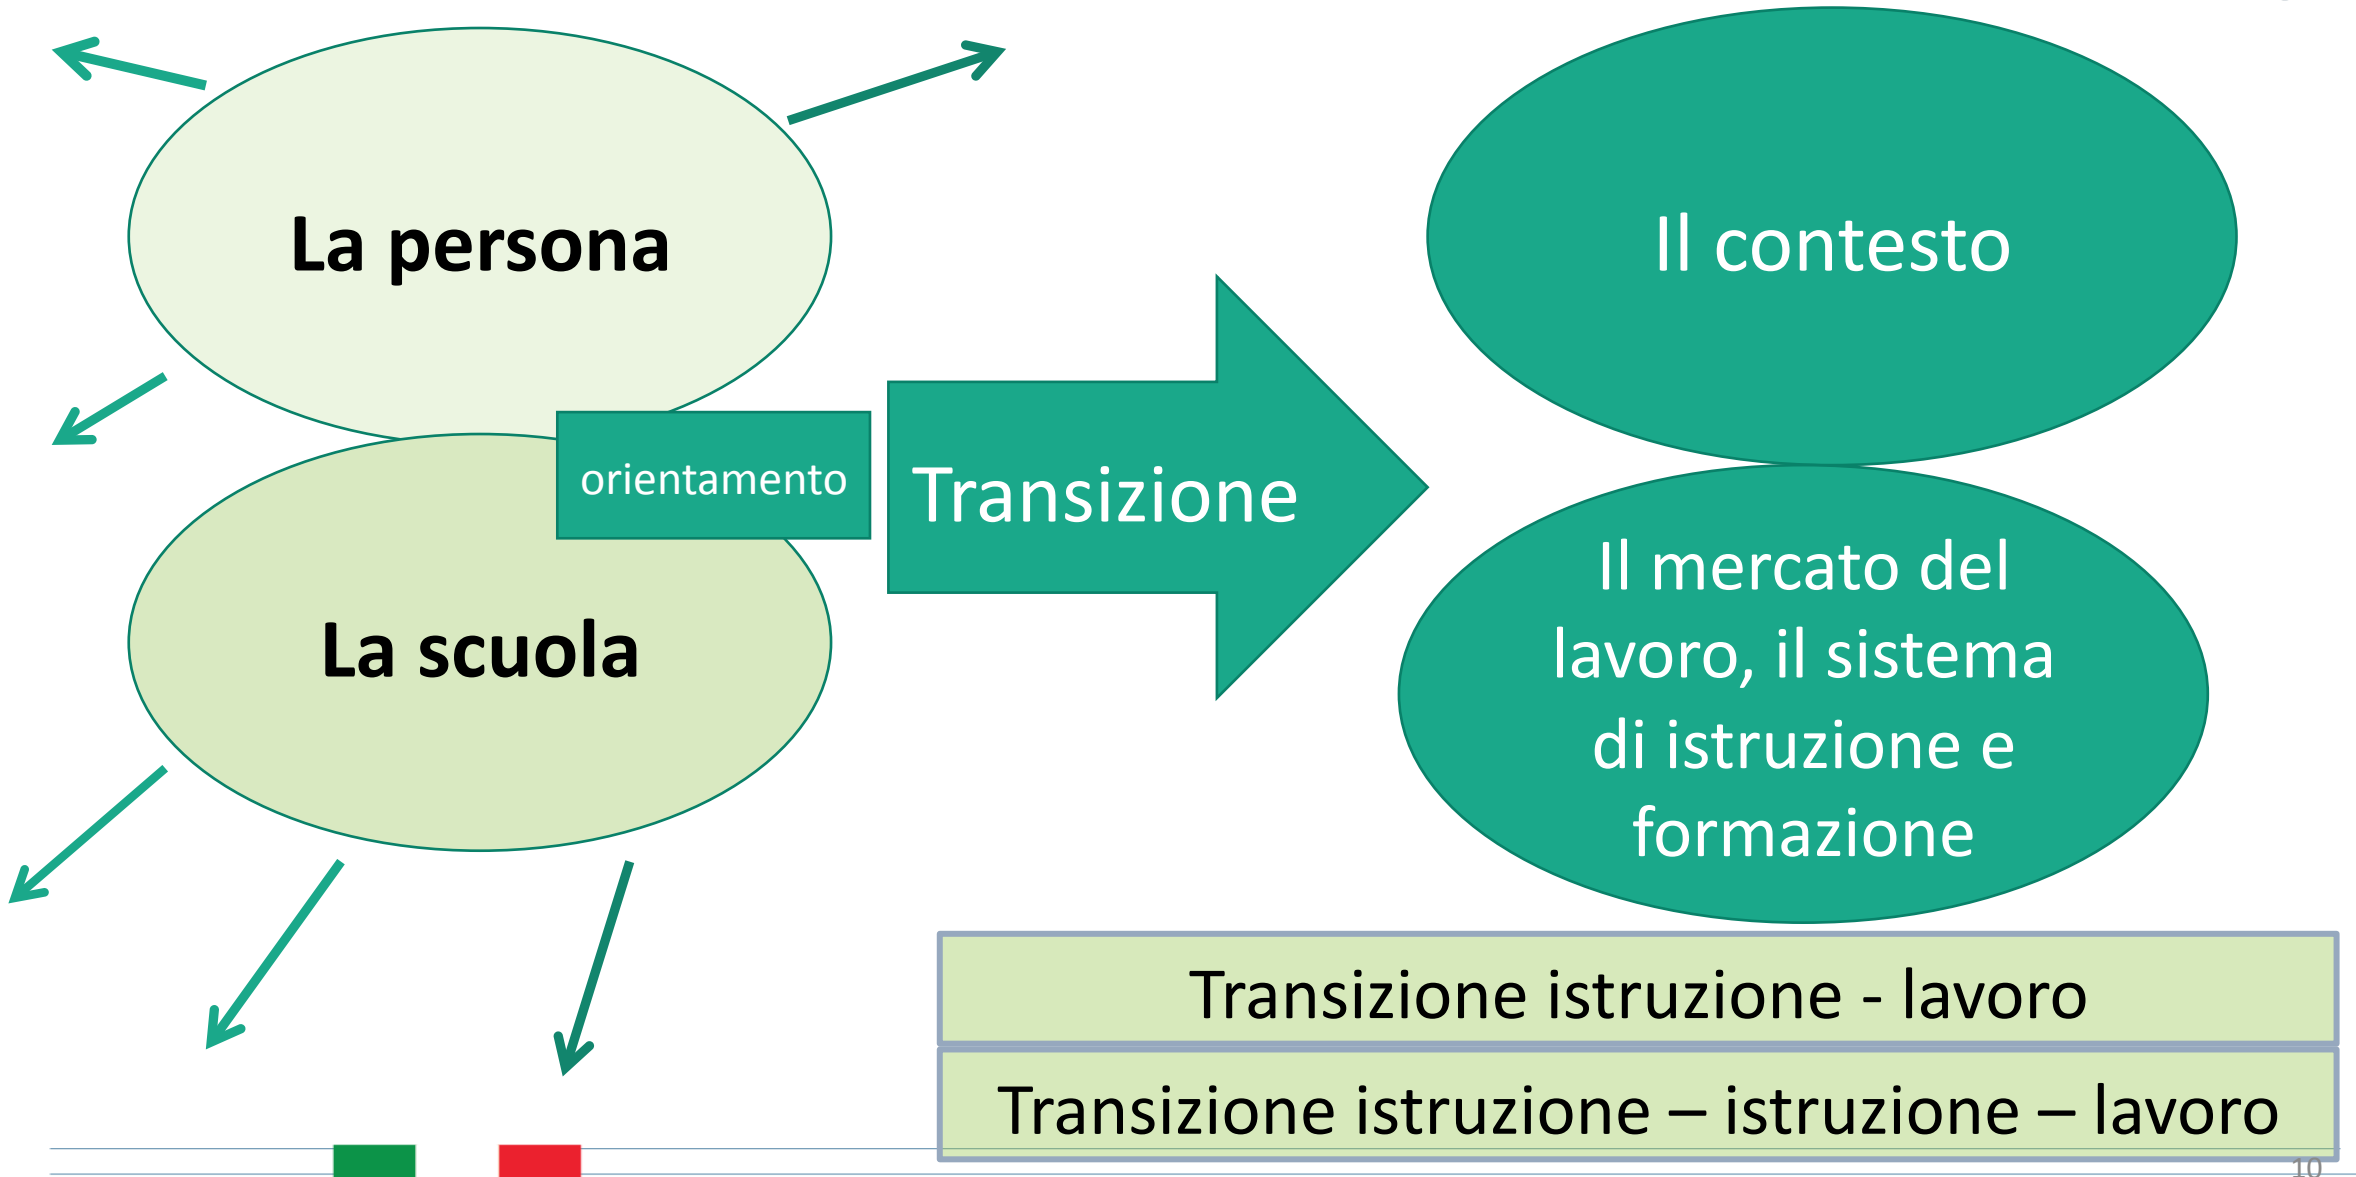 La persona
Il contesto
orientamento
Transizione
La scuola
Il mercato del
lavoro, il sistema
di istruzione e
formazione
Transizione istruzione - lavoro
Transizione istruzione – istruzione – lavoro
10